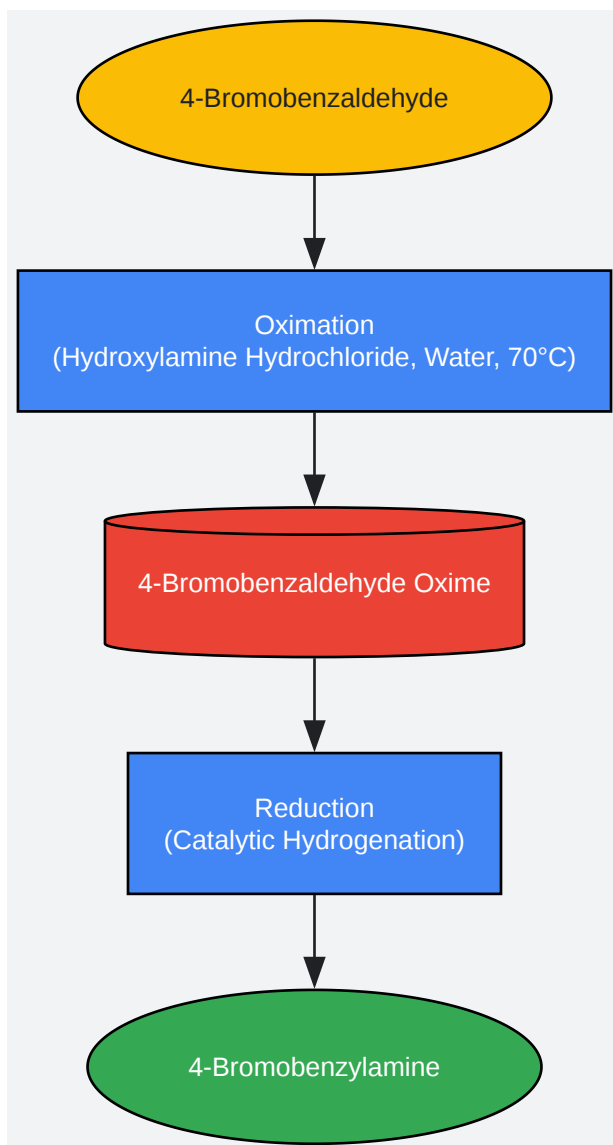 4-Bromobenzaldehyde
Oximation
(Hydroxylamine Hydrochloride, Water, 70°C)
4-Bromobenzaldehyde Oxime
Reduction
(Catalytic Hydrogenation)
4-Bromobenzylamine